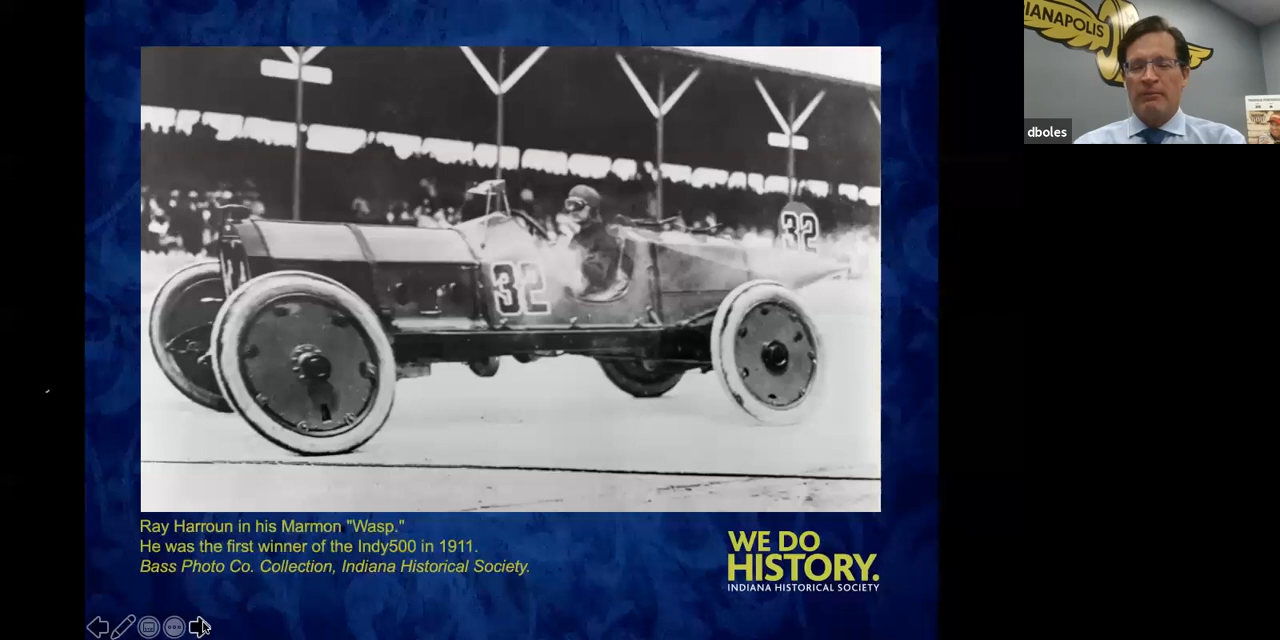 IANAPOLIS
dboles
32
32
Ray Harroun in his Marmon "Wasp."
He was the first winner of the Indy500 in 1911.
Bass Photo Co. Collection, Indiana Historical Society.
WE DO
HISTORY.
INDIANA HISTORICAL SOCIETY